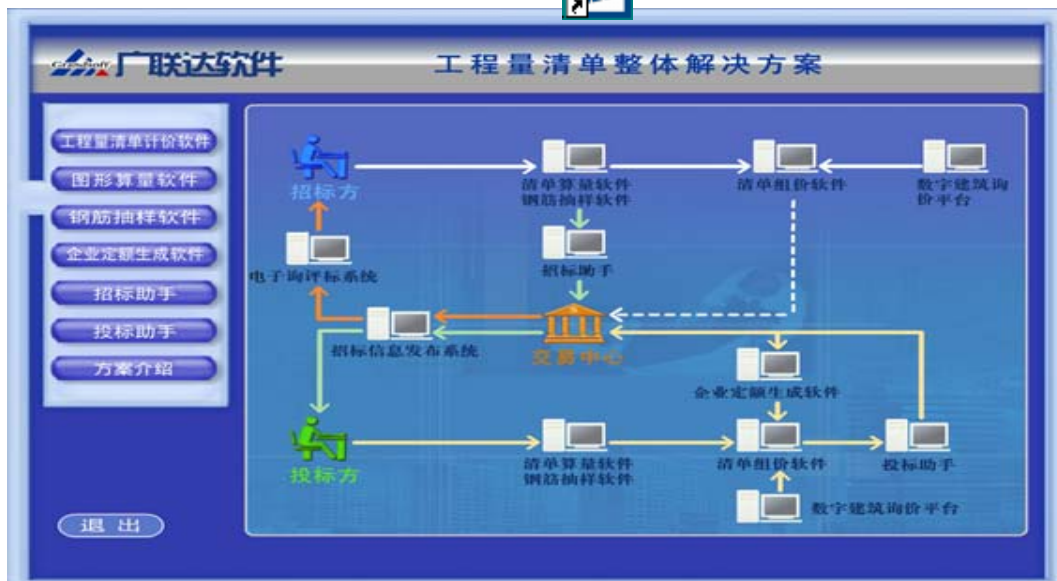 Grandsoft 广联达软件
工程量清单整体解决方案
工程量清单计价软件
图形算量软件
钢筋抽样软件
企业定额生成软件
招标助手
投标助手
方案介绍
退出
招标方
清单算量软件
钢筋抽样软件
清单组价软件
数字建筑询
价平台
电子询评标系统
招标助手
招标信息发布系统
交易中心
企业定额生成软件
投标方
清单算量软件
钢筋抽样软件
清单组价软件
投标助手
数字建筑询价平台